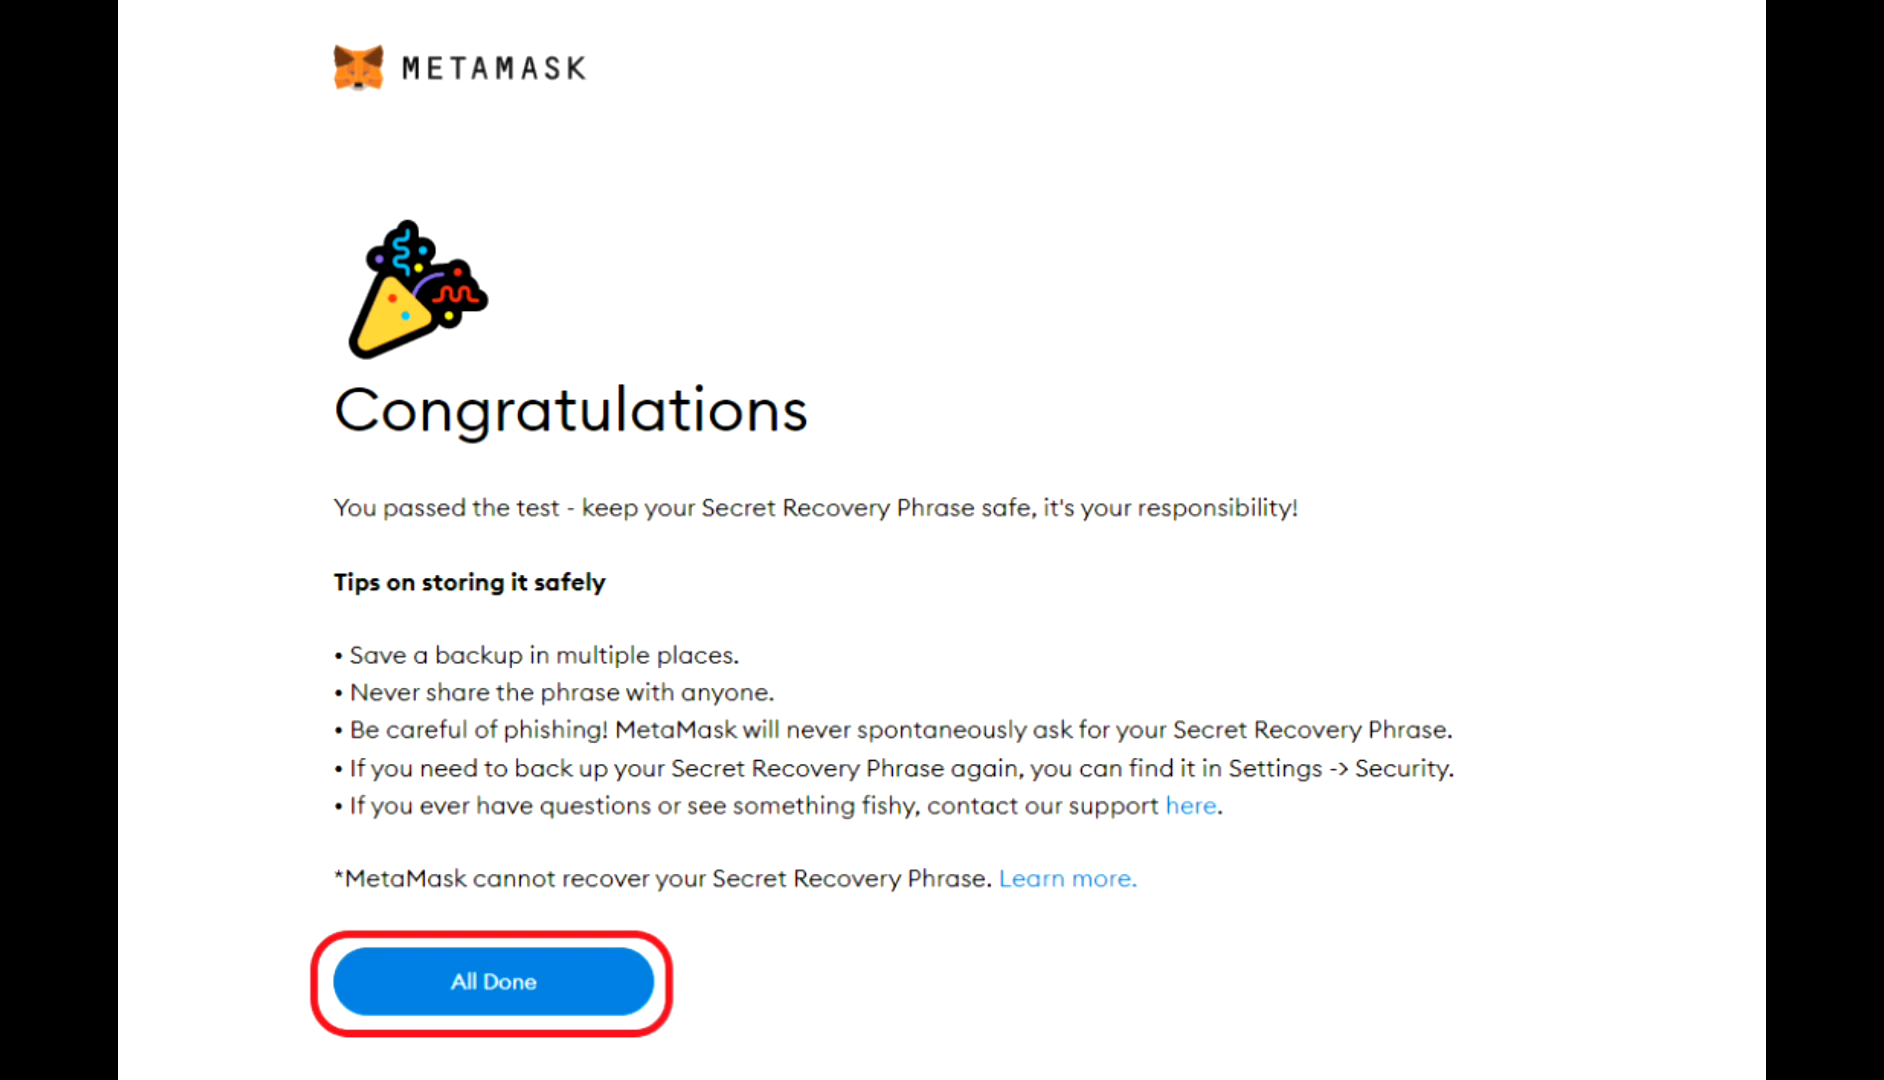 METAMASK
Congratulations
You passed the test - keep your Secret Recovery Phrase safe, it's your responsibility!
Tips on storing it safely
• Save a backup in multiple places.
• Never share the phrase with anyone.
• Be careful of phishing! MetaMask will never spontaneously ask for your Secret Recovery Phrase.
• If you need to back up your Secret Recovery Phrase again, you can find it in Settings -> Security.
• If you ever have questions or see something fishy, contact our support here.
*MetaMask cannot recover your Secret Recovery Phrase. Learn more.
All Done